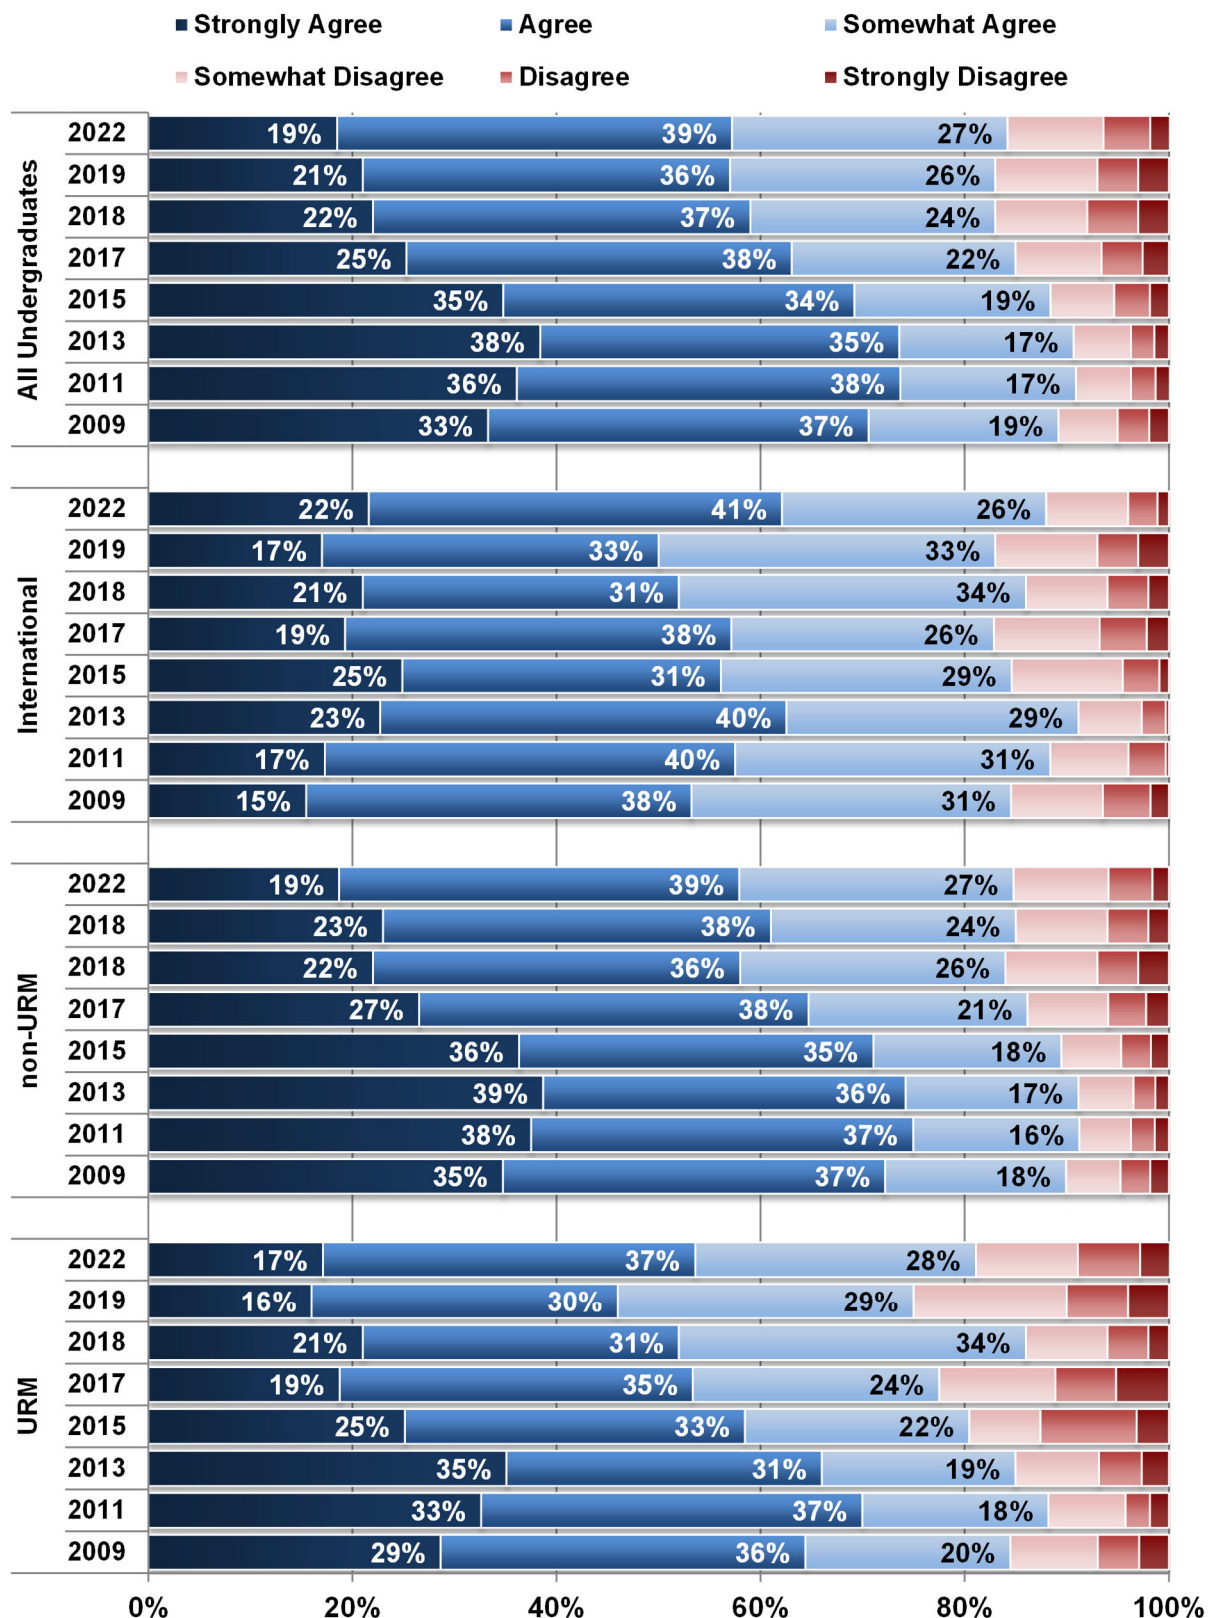 Strongly Agree Agree Somewhat Agree
Somewhat Disagree Disagree Strongly Disagree
All Undergraduates
2022 19% 39% 27%
2019 21% 36% 26%
2018 22% 37% 24%
2017 25% 38% 22%
2015 35% 34% 19%
2013 38% 35% 17%
2011 36% 38% 17%
2009 33% 37% 19%
International
2022 22% 41% 26%
2019 17% 33% 33%
2018 21% 31% 34%
2017 19% 38% 26%
2015 25% 31% 29%
2013 23% 40% 29%
2011 17% 40% 31%
2009 15% 38% 31%
non-URM
2022 19% 39% 27%
2018 23% 38% 24%
2018 22% 36% 26%
2017 27% 38% 21%
2015 36% 35% 18%
2013 39% 36% 17%
2011 38% 37% 16%
2009 35% 37% 18%
URM
2022 17% 37% 28%
2019 16% 30% 29%
2018 21% 31% 34%
2017 19% 35% 24%
2015 25% 33% 22%
2013 35% 31% 19%
2011 33% 37% 18%
2009 29% 36% 20%
0% 20% 40% 60% 80% 100%